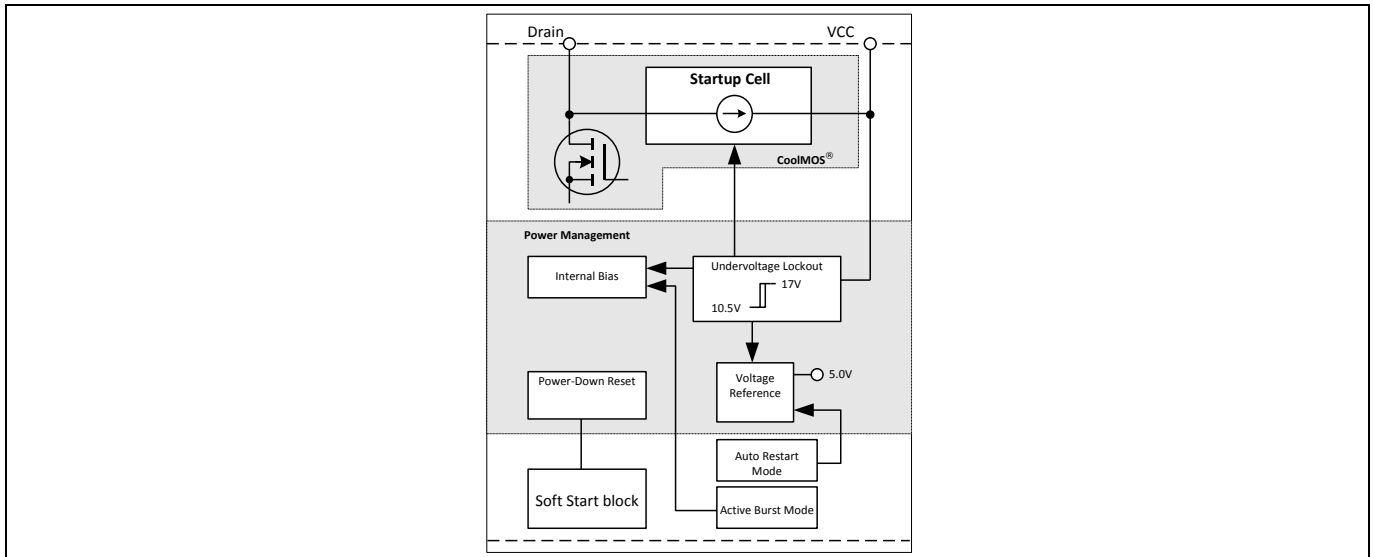 Drain
VCC
Startup Cell
CoolMOS®
Power Management
Internal Bias
Undervoltage Lockout
17V
10.5V
Power-Down Reset
Voltage
Reference
5.0V
Auto Restart
Mode
Soft Start block
Active Burst Mode